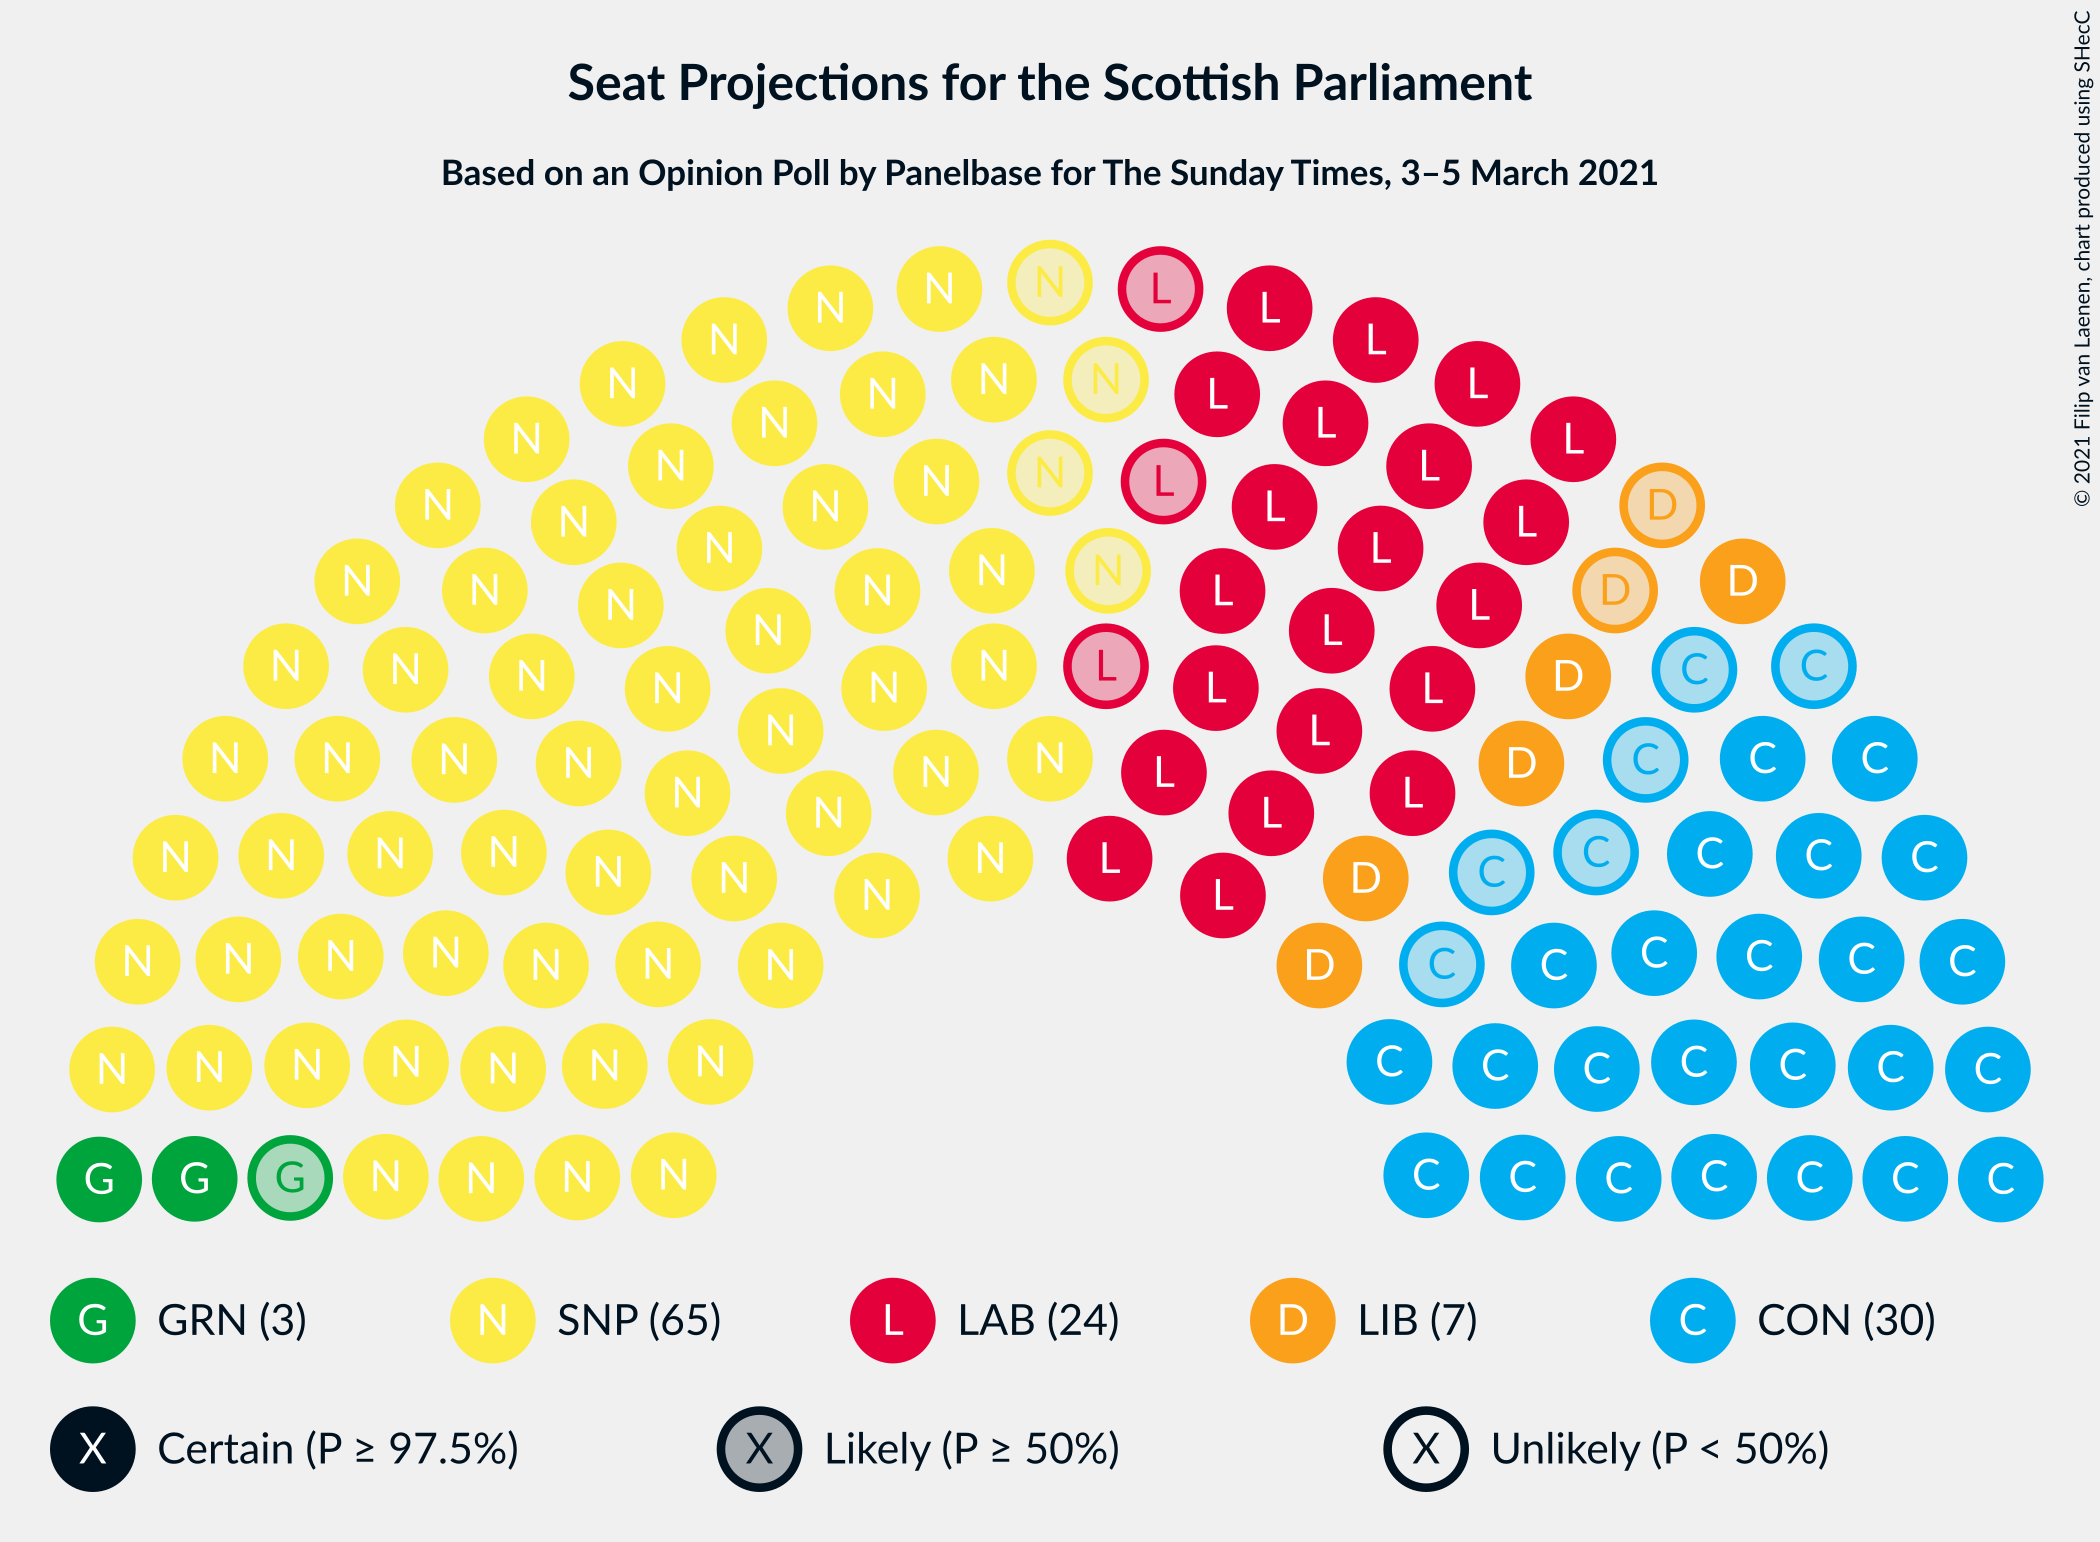 © 2021 Filip van Laenen, chart produced using SHecC
Seat Projections for the Scottish Parliament
Based on an Opinion Poll by Panelbase for The Sunday Times, 3–5 March 2021
N N N L L
N N N N N L L L
N N N N N L L L L
N N N N L L L D
N N N N N N N L L L D D
N N N N N N L L L D C C
N N N N N N N N L L L D C C C
N N N N N N N N N L L L D C C C C C
N N N N N N N D C C C C C C
N N N N N N N C C C C C C C
G G G N N N N C C C C C C C
G GRN (3) N SNP (65) L LAB (24) D LIB (7) C CON (30)
X Certain (P ≥ 97.5%) X Likely (P ≥ 50%) X Unlikely (P < 50%)